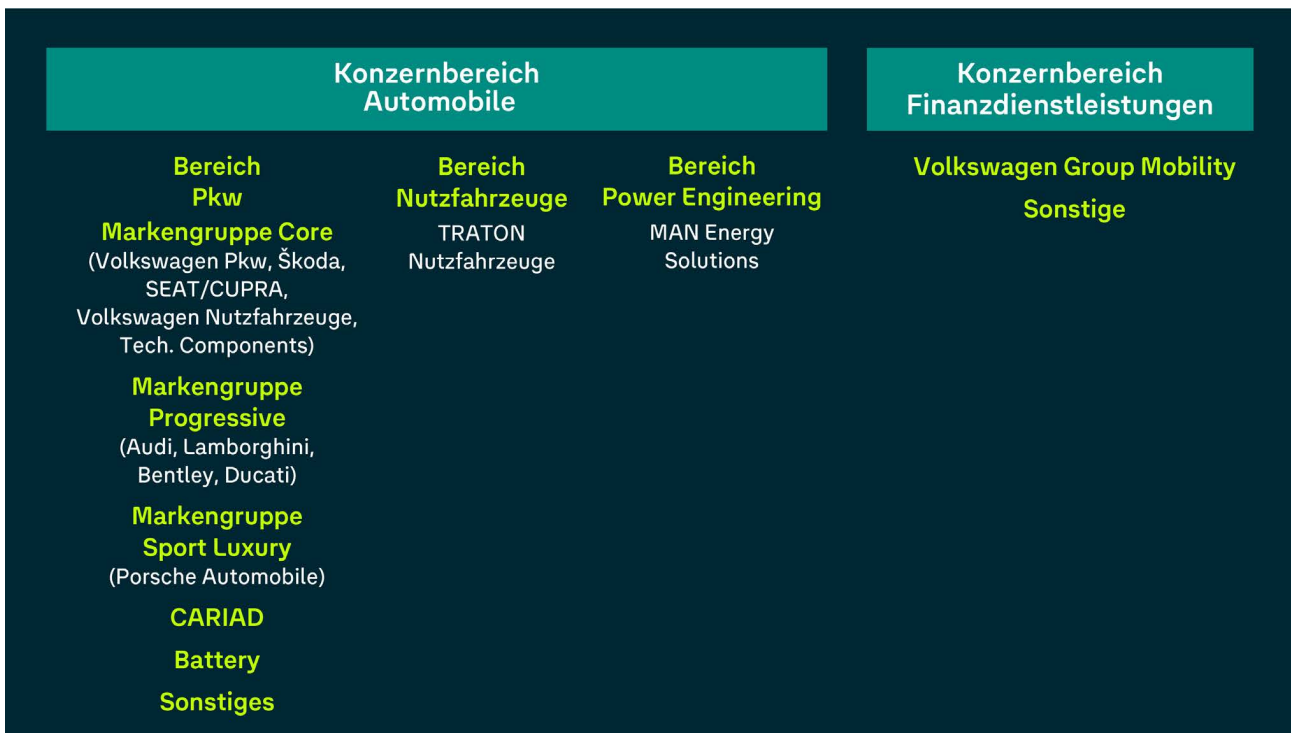 Konzernbereich
Automobile
Konzernbereich
Finanzdienstleistungen
Bereich
Pkw
Markengruppe Core
(Volkswagen Pkw, Škoda,
SEAT/CUPRA,
Volkswagen Nutzfahrzeuge,
Tech. Components)
Markengruppe
Progressive
(Audi, Lamborghini,
Bentley, Ducati)
Markengruppe
Sport Luxury
(Porsche Automobile)
CARIAD
Battery
Sonstiges
Bereich
Nutzfahrzeuge
TRATON
Nutzfahrzeuge
Bereich
Power Engineering
MAN Energy
Solutions
Volkswagen Group Mobility
Sonstige